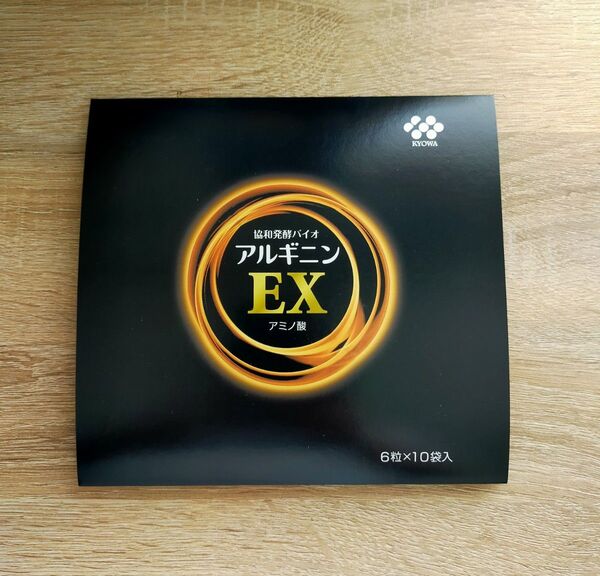 KYOWA
協和発酵バイオ
アルギニン
EX
アミノ酸
6粒×10袋入